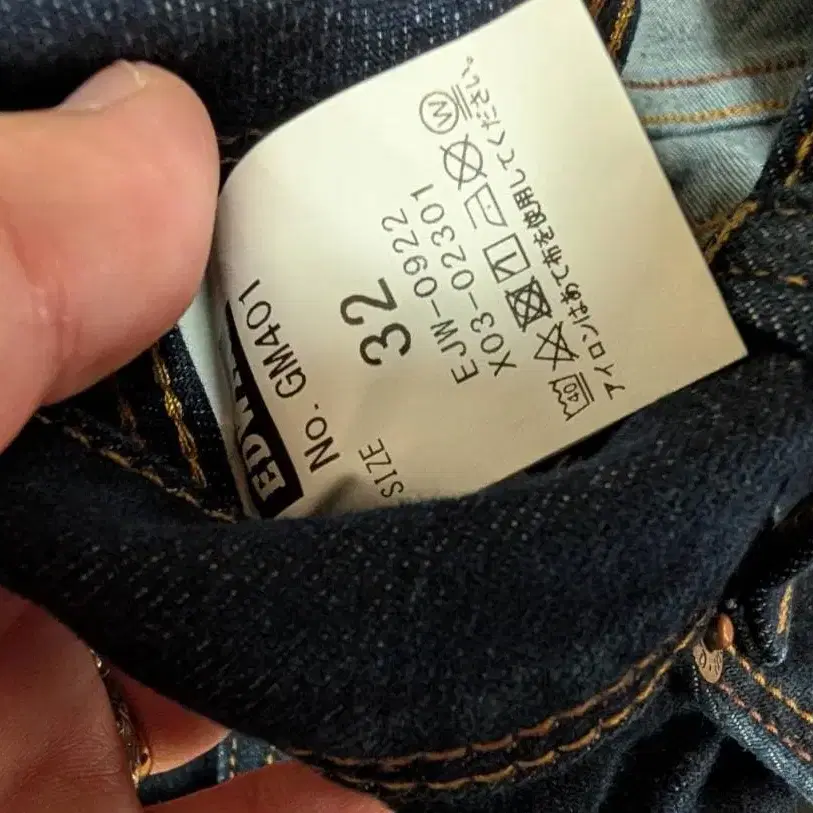 No. GM401
SIZE
32
EJW-0922
X03-02301
40
W
アイロンはあて布を使用してください。